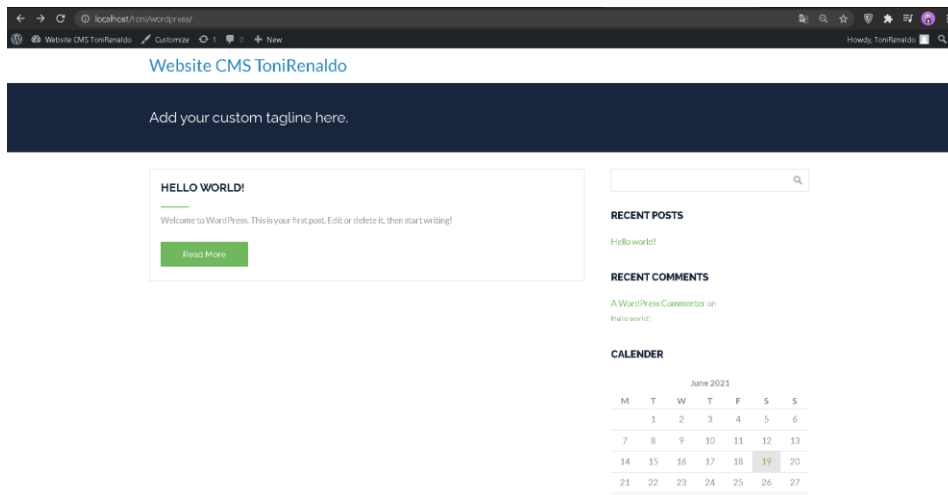 localhost/toni/wordpress/
Website CMS ToniRenaldo Customize 1 0 New Howdy, ToniRenaldo
Website CMS ToniRenaldo
Add your custom tagline here.
HELLO WORLD!
Welcome to WordPress. This is your first post. Edit or delete it, then start writing!
Read More
RECENT POSTS
Hello world!
RECENT COMMENTS
A WordPress Commenter on
Hello world!
CALENDER
June 2021
M T W T F S S
1 2 3 4 5 6
7 8 9 10 11 12 13
14 15 16 17 18 19 20
21 22 23 24 25 26 27